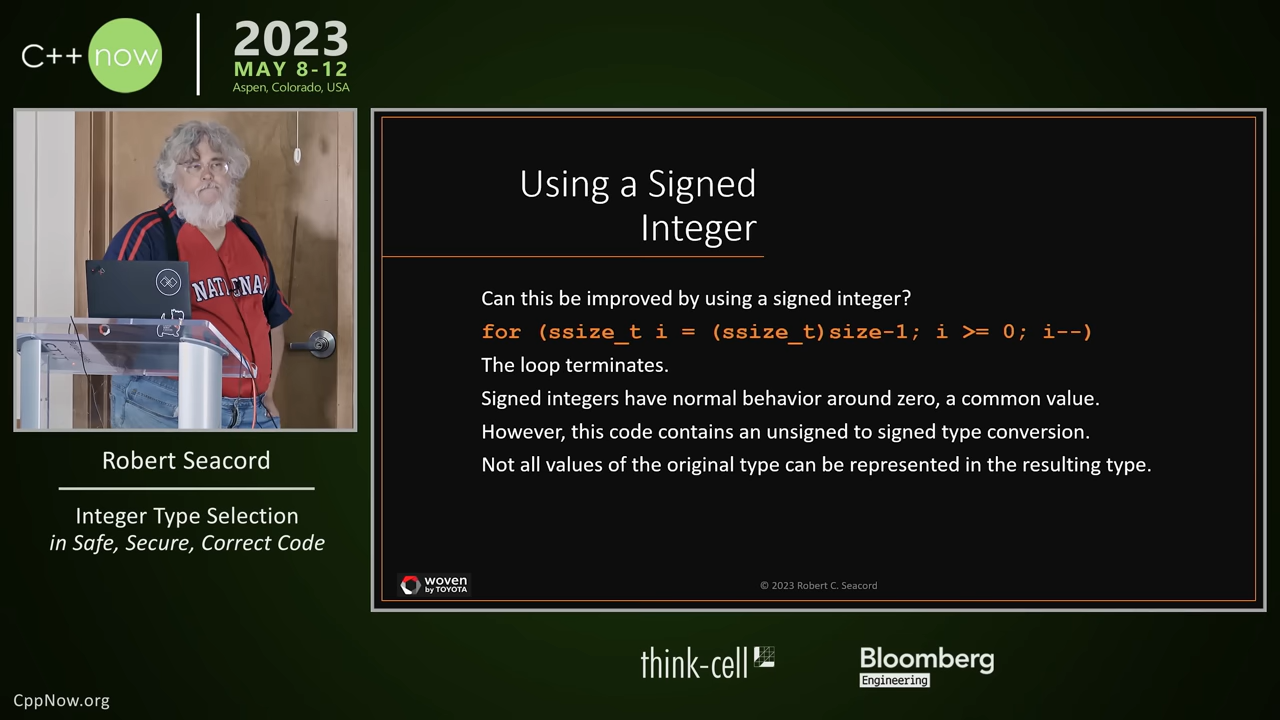 C++ now
2023
MAY 8-12
Aspen, Colorado, USA
NATIONA
Robert Seacord
Integer Type Selection
in Safe, Secure, Correct Code
Using a Signed
Integer
Can this be improved by using a signed integer?
for (ssize_t i = (ssize_t)size-1; i >= 0; i--)
The loop terminates.
Signed integers have normal behavior around zero, a common value.
However, this code contains an unsigned to signed type conversion.
Not all values of the original type can be represented in the resulting type.
woven
by TOYOTA
© 2023 Robert C. Seacord
think-cell
Bloomberg
Engineering
CppNow.org